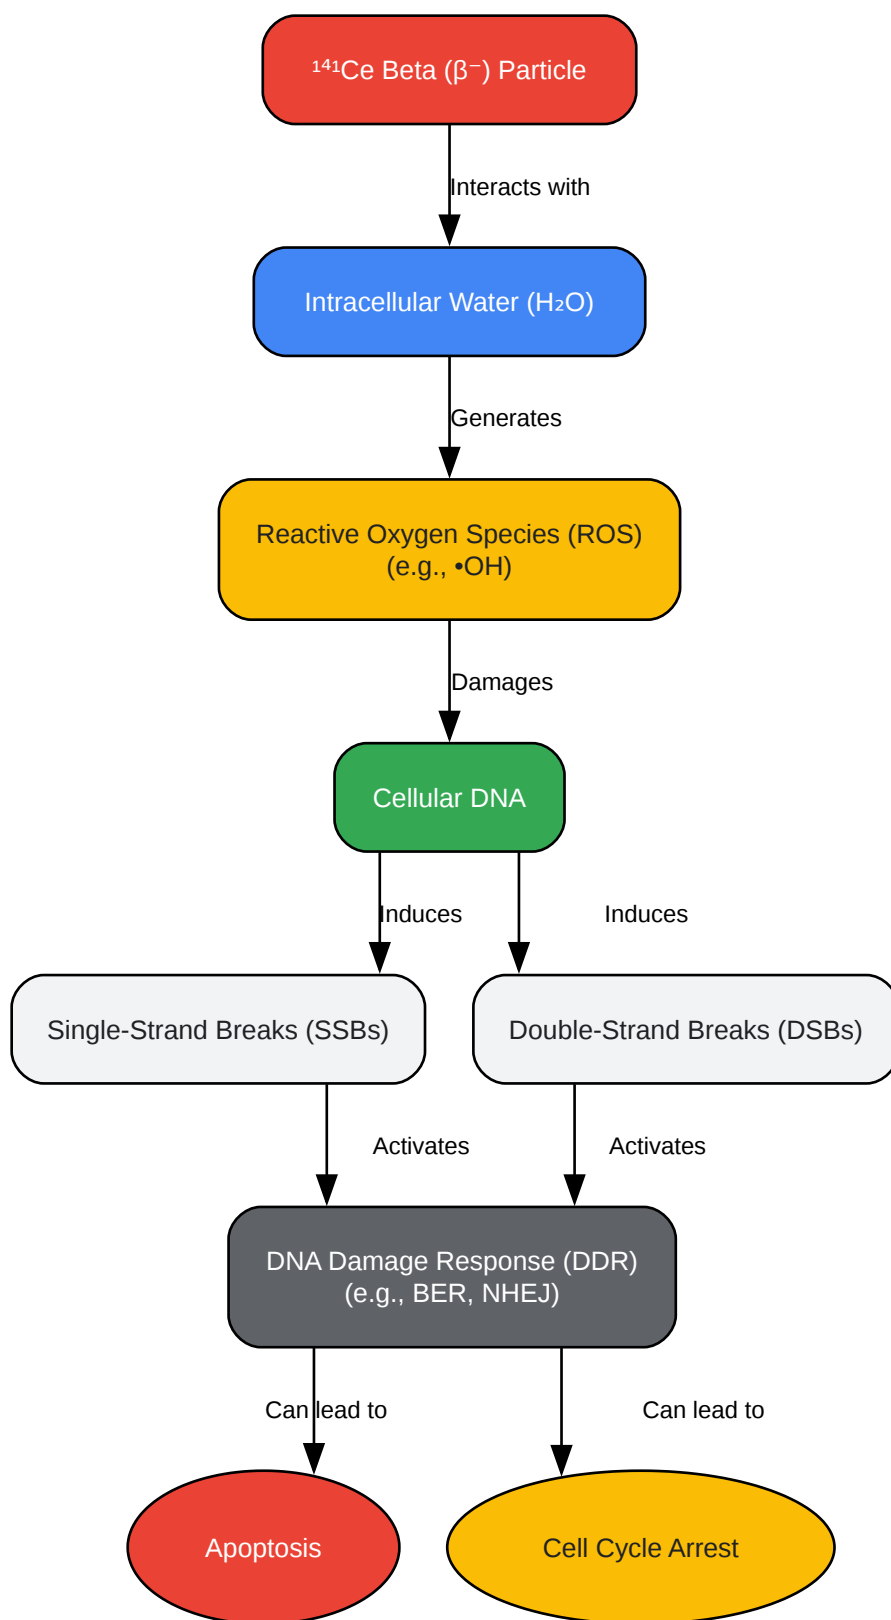 ¹⁴¹Ce Beta (β⁻) Particle
Interacts with
Intracellular Water (H₂O)
Generates
Reactive Oxygen Species (ROS)
(e.g., •OH)
Damages
Cellular DNA
Induces
Induces
Single-Strand Breaks (SSBs)
Double-Strand Breaks (DSBs)
Activates
Activates
DNA Damage Response (DDR)
(e.g., BER, NHEJ)
Can lead to
Can lead to
Apoptosis
Cell Cycle Arrest